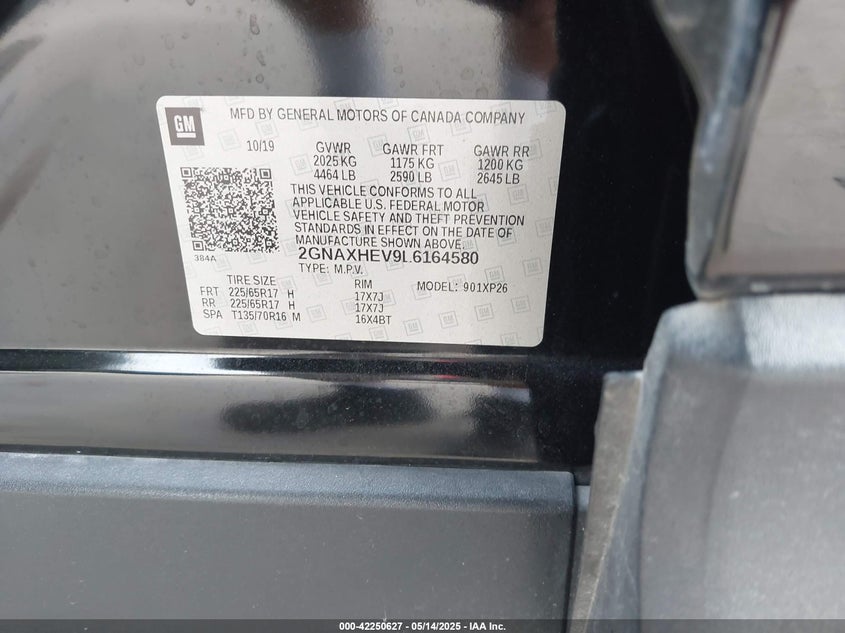 GM
MFD BY GENERAL MOTORS OF CANADA COMPANY
10/19 GVWR GAWR FRT GAWR RR
2025 KG 1175 KG 1200 KG
4464 LB 2590 LB 2645 LB
THIS VEHICLE CONFORMS TO ALL
APPLICABLE U.S. FEDERAL MOTOR
VEHICLE SAFETY AND THEFT PREVENTION
STANDARDS IN EFFECT ON THE DATE OF
MANUFACTURE SHOWN ABOVE.
384A 2GNAXHEV9L6164580
TYPE: M.P.V.
TIRE SIZE RIM MODEL: 901XP26
FRT 225/65R17 H 17X7J
RR 225/65R17 H 17X7J
SPA T135/70R16 M 16X4BT
000-42250627 - 05/14/2025 - IAA Inc.